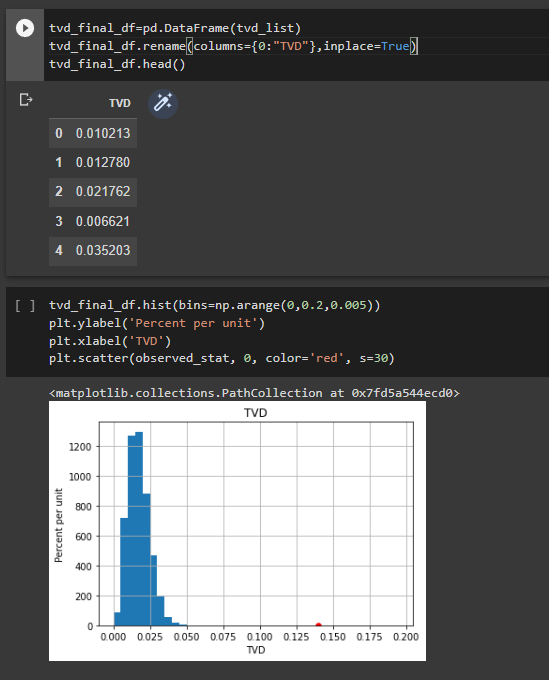 tvd_final_df=pd.DataFrame(tvd_list)
tvd_final_df.rename(columns={0:"TVD"},inplace=True)
tvd_final_df.head()
TVD
0 0.010213
1 0.012780
2 0.021762
3 0.006621
4 0.035203
[ ] tvd_final_df.hist(bins=np.arange(0,0.2,0.005))
plt.ylabel('Percent per unit')
plt.xlabel('TVD')
plt.scatter(observed_stat, 0, color='red', s=30)
<matplotlib.collections.PathCollection at 0x7fd5a544ecd0>
TVD
1200
1000
800
600
400
200
0
Percent per unit
0.000 0.025 0.050 0.075 0.100 0.125 0.150 0.175 0.200
TVD